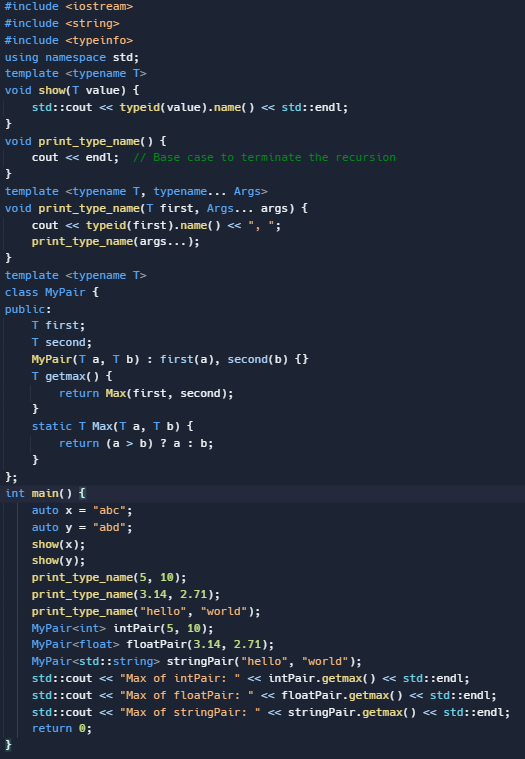 #include <iostream>
#include <string>
#include <typeinfo>
using namespace std;
template <typename T>
void show(T value) {
    std::cout << typeid(value).name() << std::endl;
}
void print_type_name() {
    cout << endl;  // Base case to terminate the recursion
}
template <typename T, typename... Args>
void print_type_name(T first, Args... args) {
    cout << typeid(first).name() << ", ";
    print_type_name(args...);
}
template <typename T>
class MyPair {
public:
    T first;
    T second;
    MyPair(T a, T b) : first(a), second(b) {}
    T getmax() {
        return Max(first, second);
    }
    static T Max(T a, T b) {
        return (a > b) ? a : b;
    }
};
int main() {
    auto x = "abc";
    auto y = "abd";
    show(x);
    show(y);
    print_type_name(5, 10);
    print_type_name(3.14, 2.71);
    print_type_name("hello", "world");
    MyPair<int> intPair(5, 10);
    MyPair<float> floatPair(3.14, 2.71);
    MyPair<std::string> stringPair("hello", "world");
    std::cout << "Max of intPair: " << intPair.getmax() << std::endl;
    std::cout << "Max of floatPair: " << floatPair.getmax() << std::endl;
    std::cout << "Max of stringPair: " << stringPair.getmax() << std::endl;
    return 0;
}